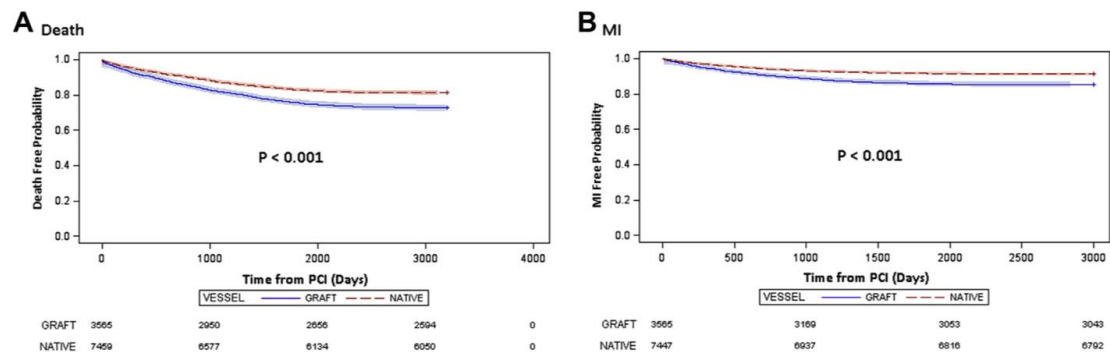 A Death
1.0
0.8
0.6
0.4
0.2
0.0
Death Free Probability
P < 0.001
0 1000 2000 3000 4000
Time from PCI (Days)
VESSEL GRAFT NATIVE
GRAFT 3565 2950 2656 2594 0
NATIVE 7459 6577 6134 6050 0
B MI
1.0
0.8
0.6
0.4
0.2
0.0
MI Free Probability
P < 0.001
0 500 1000 1500 2000 2500 3000
Time from PCI (Days)
VESSEL GRAFT NATIVE
GRAFT 3565 3169 3053 3043
NATIVE 7447 6937 6816 6792